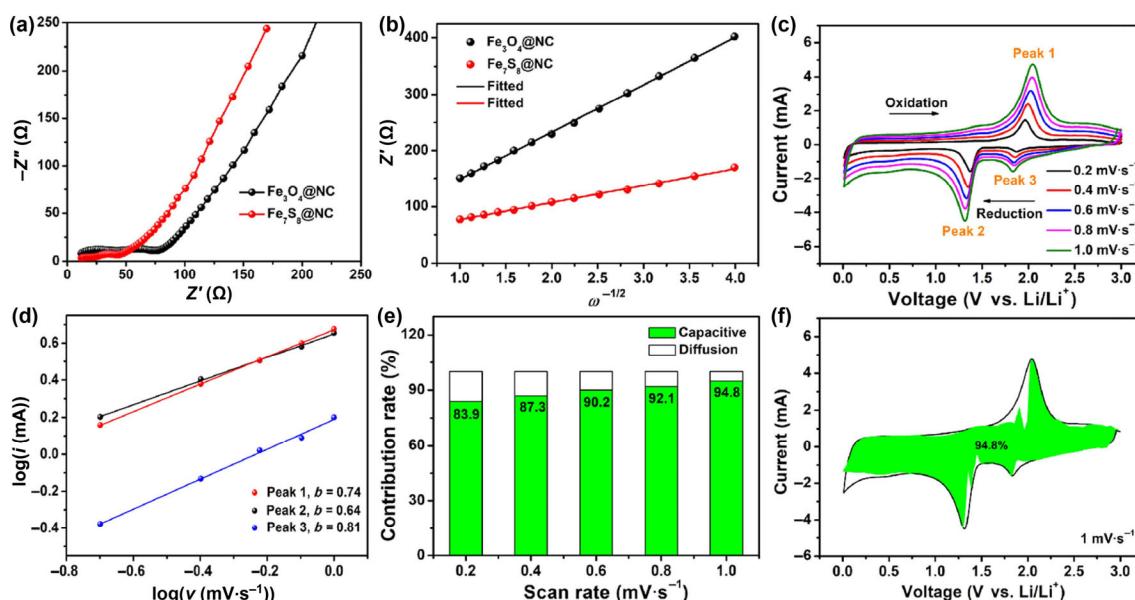 (a)
250
200
150
100
50
0
−Z″ (Ω)
Fe₃O₄@NC
Fe₇S₈@NC
0 50 100 150 200 250
Z′ (Ω)
(b)
400
300
200
100
0
Z′ (Ω)
Fe₃O₄@NC
Fe₇S₈@NC
Fitted
Fitted
1.0 1.5 2.0 2.5 3.0 3.5 4.0
ω⁻¹/²
(c)
6
4
2
0
−2
−4
−6
Current (mA)
Peak 1
Oxidation
Peak 3
Reduction
Peak 2
0.2 mV·s⁻
0.4 mV·s⁻
0.6 mV·s⁻
0.8 mV·s⁻
1.0 mV·s⁻
0.0 0.5 1.0 1.5 2.0 2.5 3.0
Voltage (V vs. Li/Li⁺)
(d)
0.6
0.4
0.2
0.0
−0.2
−0.4
log(i (mA))
Peak 1, b = 0.74
Peak 2, b = 0.64
Peak 3, b = 0.81
−0.8 −0.6 −0.4 −0.2 0.0
log(v (mV·s⁻¹))
(e)
120
90
60
30
0
Contribution rate (%)
Capacitive
Diffusion
83.9 87.3 90.2 92.1 94.8
0.2 0.4 0.6 0.8 1.0
Scan rate (mV·s⁻¹)
(f)
6
4
2
0
−2
−4
−6
Current (mA)
94.8%
1 mV·s⁻¹
0.0 0.5 1.0 1.5 2.0 2.5 3.0
Voltage (V vs. Li/Li⁺)